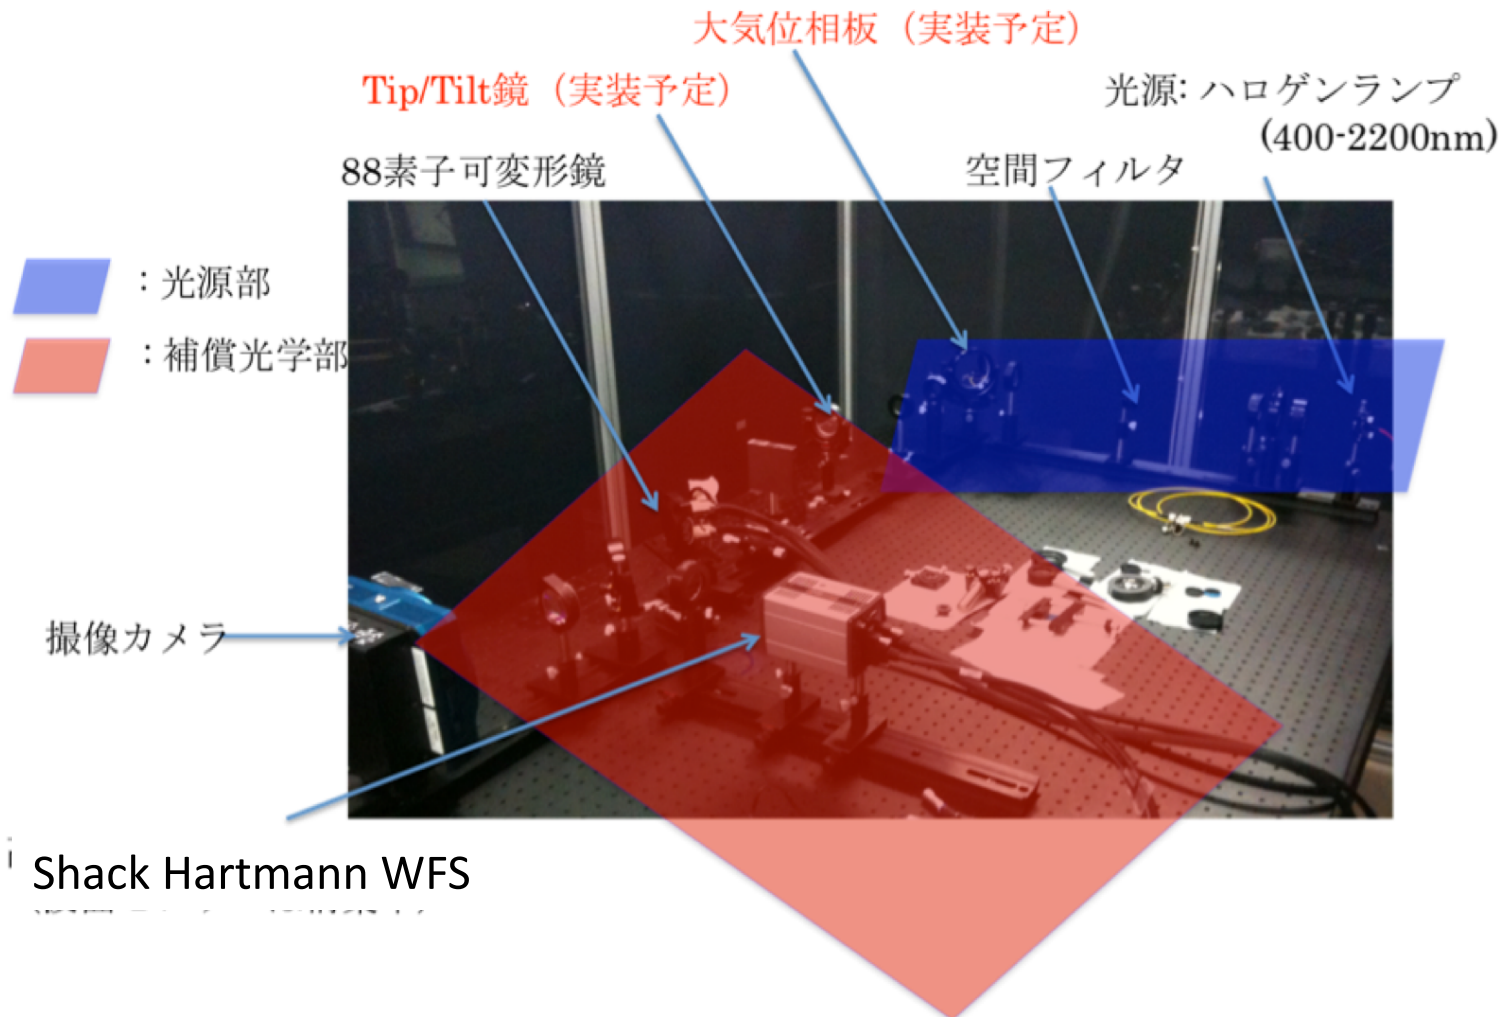 大気位相板（実装予定）
Tip/Tilt鏡（実装予定）
光源: ハロゲンランプ
(400-2200nm)
88素子可変形鏡
空間フィルタ
：光源部
：補償光学部
撮像カメラ
Shack Hartmann WFS